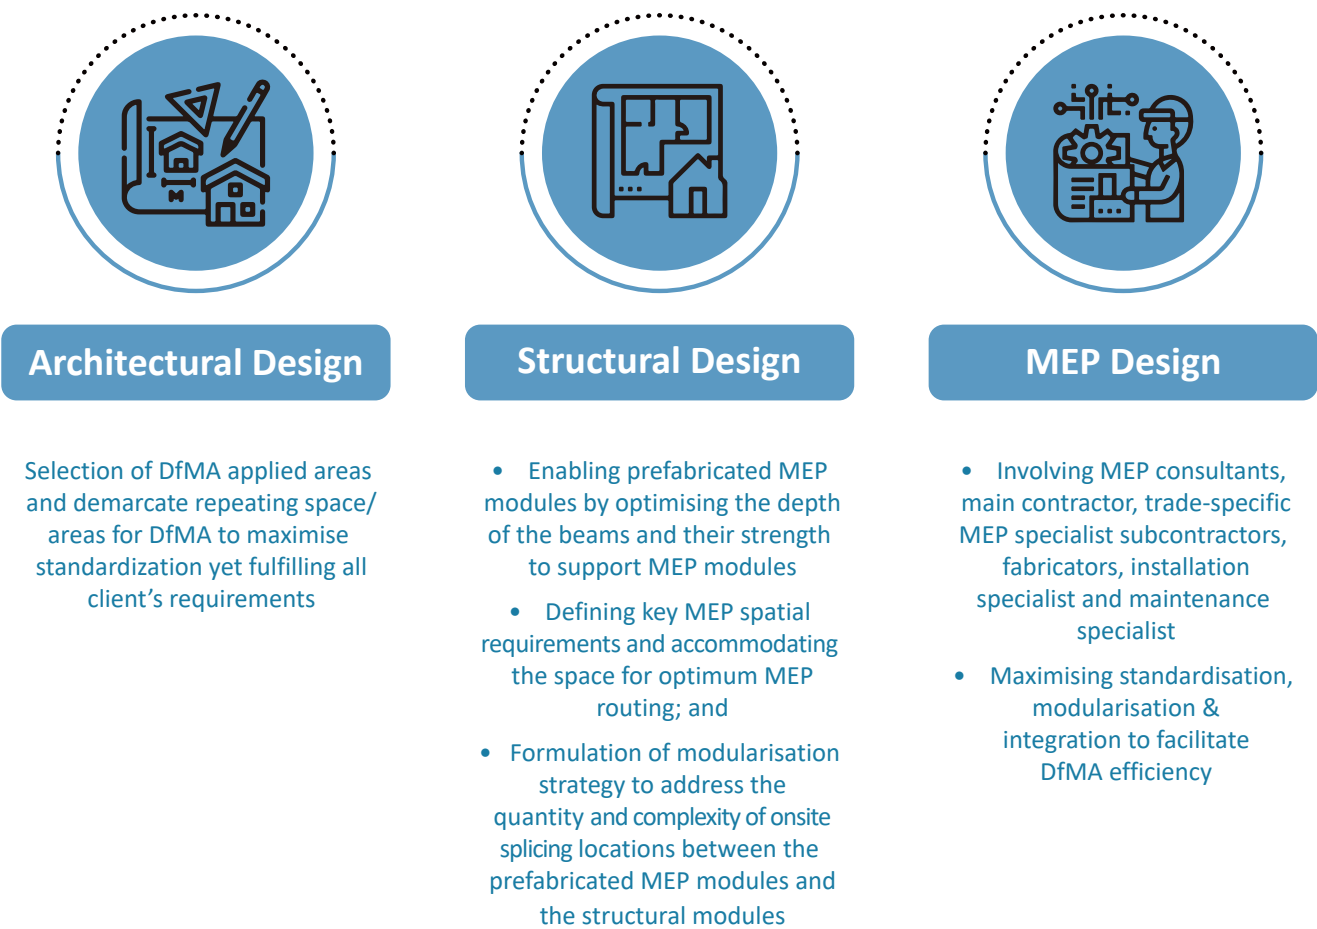 Architectural Design
Selection of DfMA applied areas
and demarcate repeating space/
areas for DfMA to maximise
standardization yet fulfilling all
client’s requirements
Structural Design
• Enabling prefabricated MEP
modules by optimising the depth
of the beams and their strength
to support MEP modules
• Defining key MEP spatial
requirements and accommodating
the space for optimum MEP
routing; and
• Formulation of modularisation
strategy to address the
quantity and complexity of onsite
splicing locations between the
prefabricated MEP modules and
the structural modules
MEP Design
• Involving MEP consultants,
main contractor, trade-specific
MEP specialist subcontractors,
fabricators, installation
specialist and maintenance
specialist
• Maximising standardisation,
modularisation &
integration to facilitate
DfMA efficiency